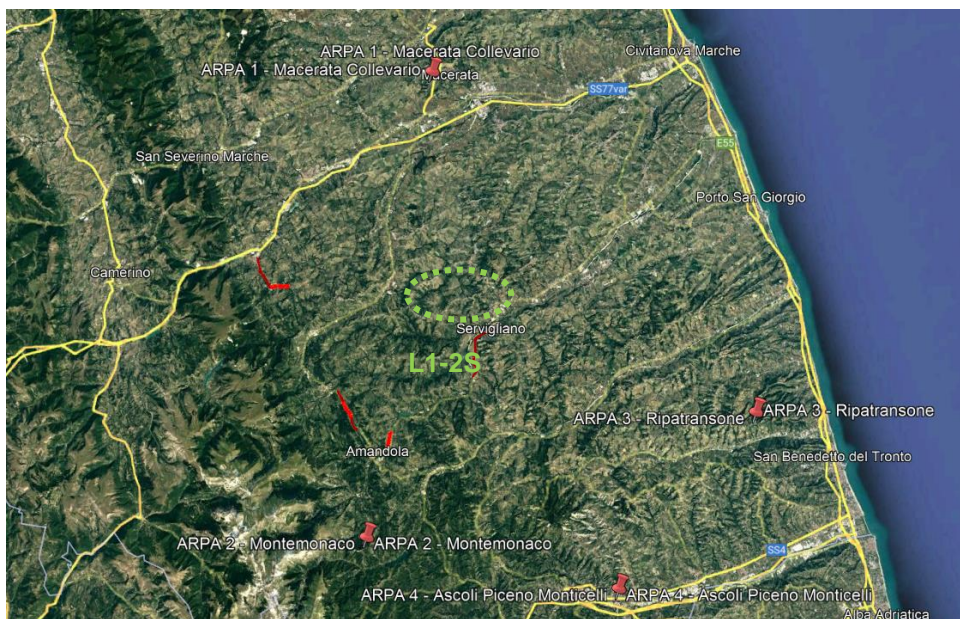 ARPA 1 - Macerata Collevario
Civitanova Marche
ARPA 1 - Macerata Collevario
Macerata
SS77var
E55
San Severino Marche
Porto San Giorgio
Camerino
Servigliano
L1-2S
ARPA 3 - Ripatransone
ARPA 3 - Ripatransone
Amandola
San Benedetto del Tronto
ARPA 2 - Montemonaco
ARPA 2 - Montemonaco
SS4
ARPA 4 - Ascoli Piceno Monticelli
ARPA 4 - Ascoli Piceno Monticelli
Alba Adriatica